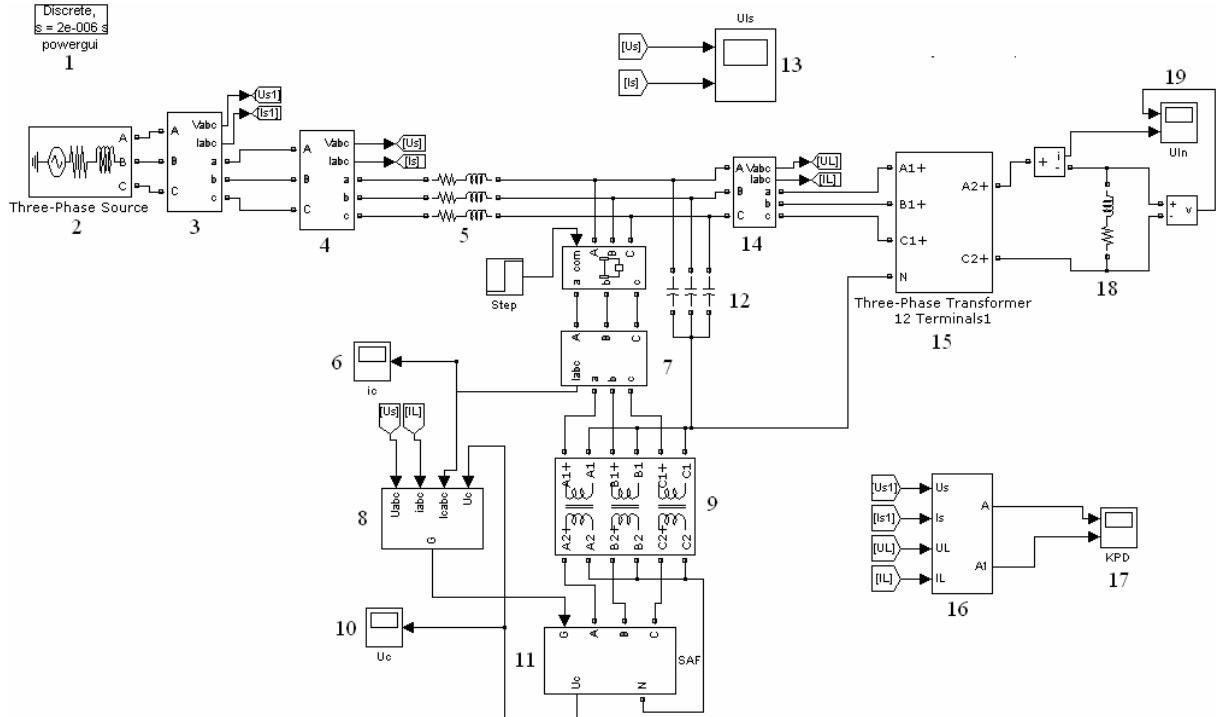 Discrete,
s = 2e-006 s
powergui
1
Three-Phase Source
2
A
B
C
3
A
B
C
Vabc
Iabc
a
b
c
[Us1]
[Is1]
4
A
B
C
Vabc
Iabc
a
b
c
[Us]
[Is]
5
[Us]
[Is]
UIs
13
A
B
C
Vabc
Iabc
a
b
c
[UL]
[IL]
14
A1+
B1+
C1+
N
A2+
C2+
Three-Phase Transformer
12 Terminals1
15
+
-
i
+
-
v
18
19
UIn
Step
com
A
B
C
a
b
c
12
A
B
C
Iabc
a
b
c
7
6
ic
[Us]
[IL]
Uabc
iabc
Icabc
Uc
G
8
A1+
A1
B1+
B1
C1+
C1
A2+
A2
B2+
B2
C2+
C2
9
10
Uc
11
G
A
B
C
Uc
N
SAF
[Us1]
[Is1]
[UL]
[IL]
Us
Is
UL
IL
A
A1
16
KPD
17